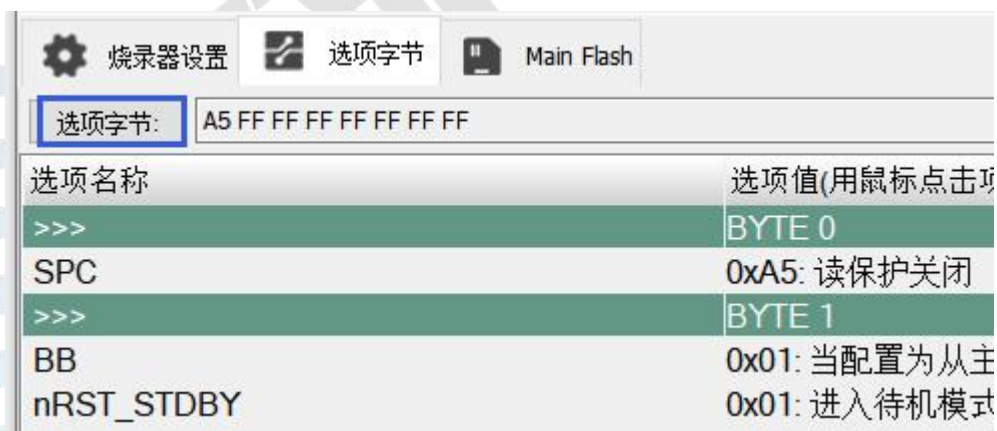 烧录器设置 选项字节 Main Flash
选项字节: A5 FF FF FF FF FF FF FF
选项名称 选项值(用鼠标点击
>>> BYTE 0
SPC 0xA5: 读保护关闭
>>> BYTE 1
BB 0x01: 当配置为从主
nRST_STDBY 0x01: 进入待机模式